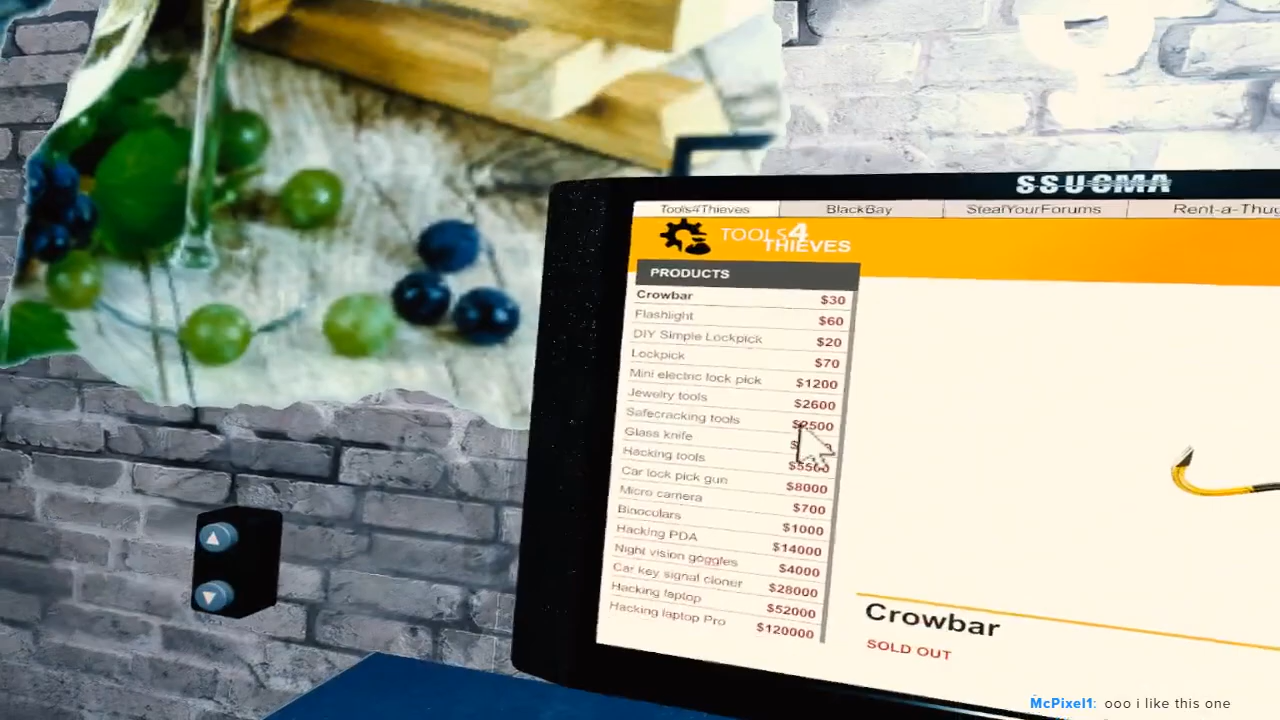 SSUGMA
Tools4Thieves
BlackBay
StealYourForums
TOOLS4
THIEVES
PRODUCTS
Crowbar $30
Flashlight $60
DIY Simple Lockpick $20
Lockpick $70
Mini electric lock pick $1200
Jewelry tools $2600
Safecracking tools $2500
Glass knife
Hacking tools $5500
Car lock pick gun $8000
Micro camera $700
Binoculars $1000
Hacking PDA $14000
Night vision goggles $4000
Car key signal cloner $28000
Hacking laptop $52000
Hacking laptop Pro $120000
Crowbar
SOLD OUT
McPixel1: ooo i like this one